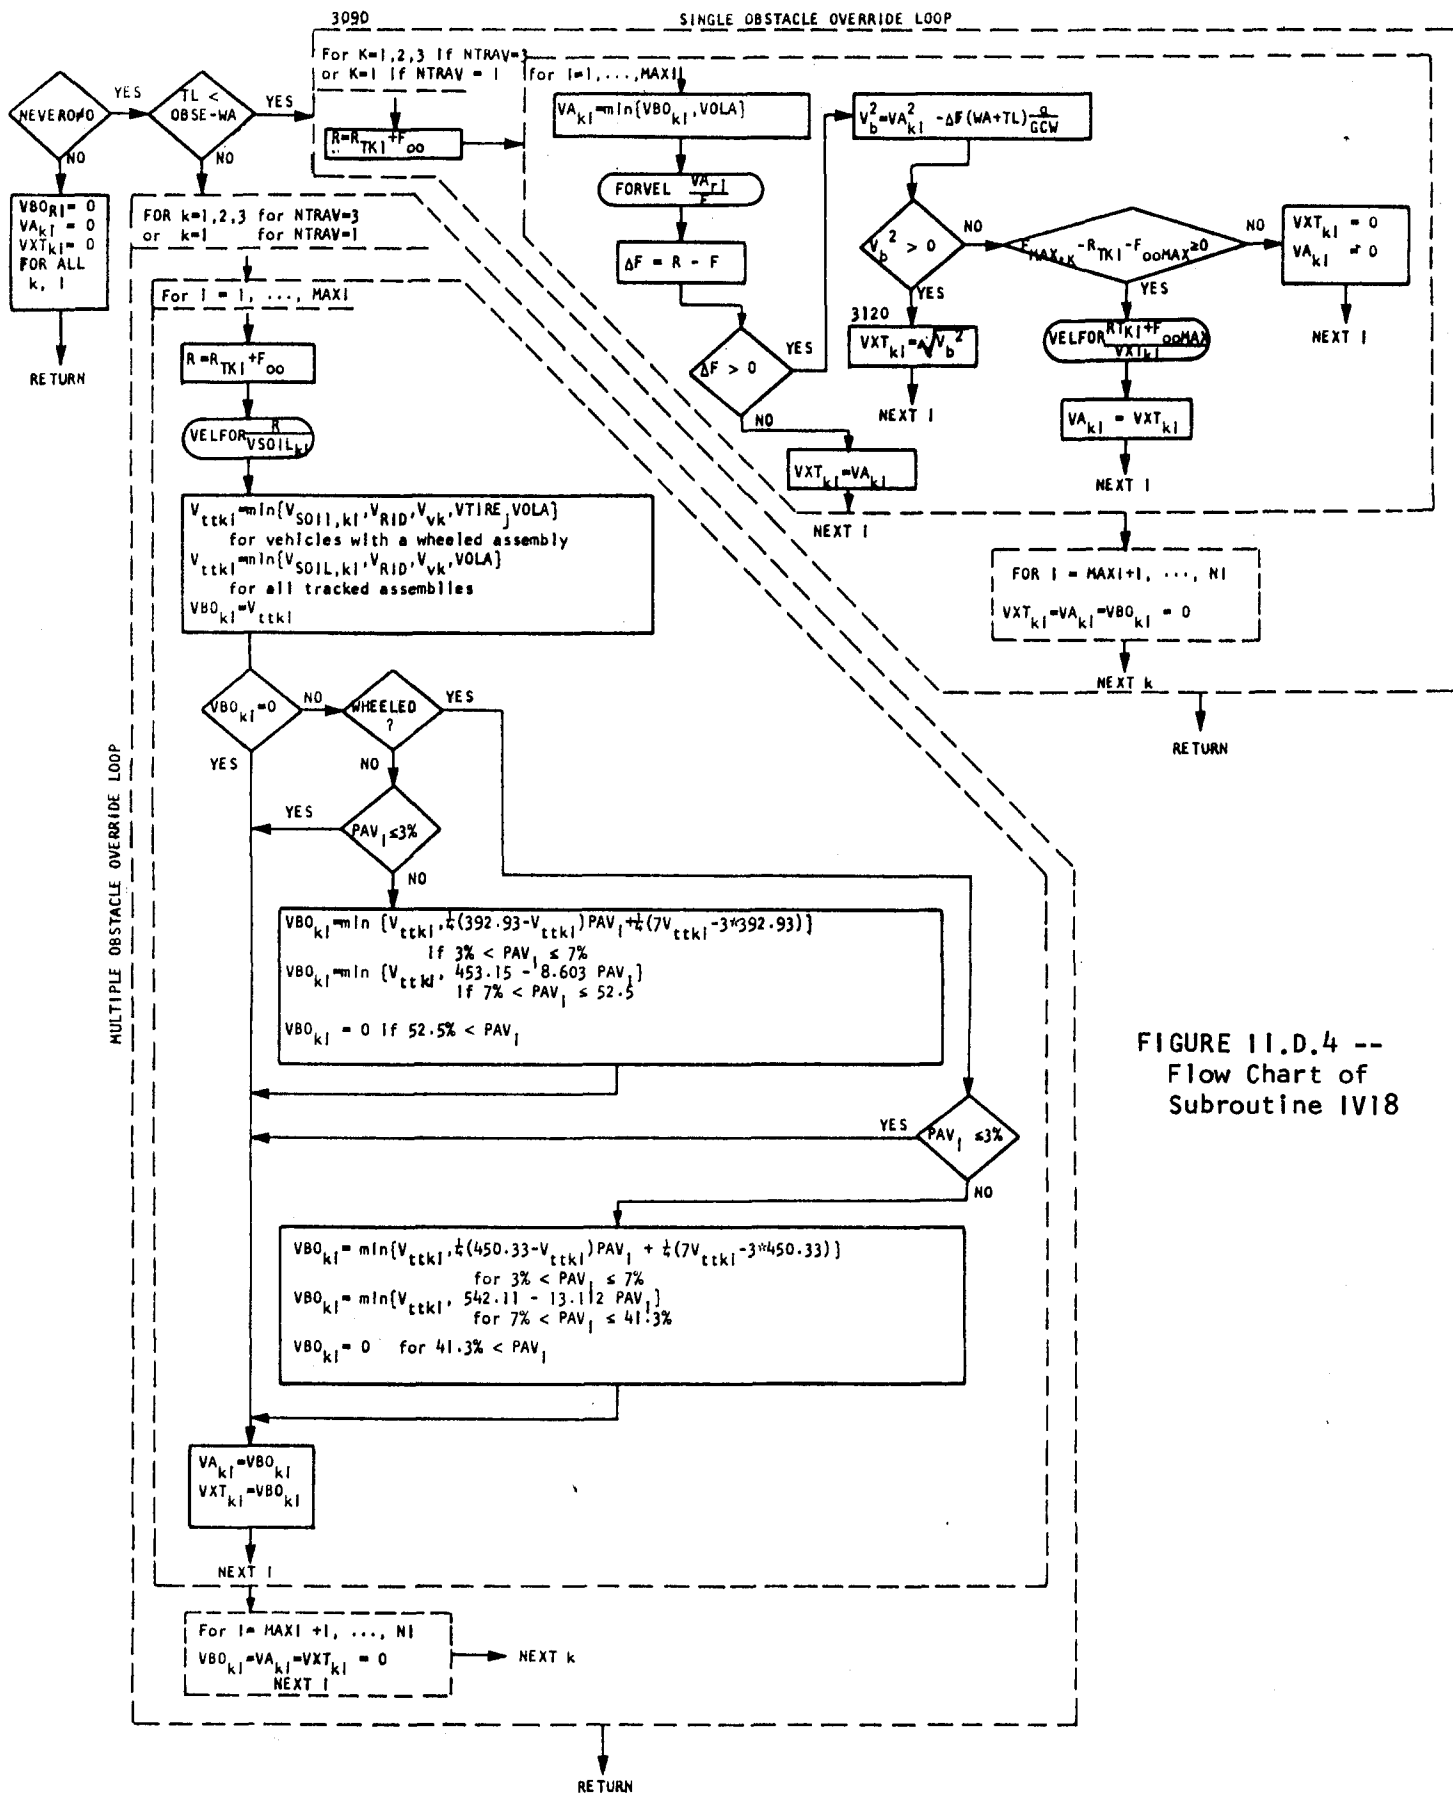 309D
SINGLE OBSTACLE OVERRIDE LOOP
For K=1,2,3 if NTRAV=3
or K=1 if NTRAV = 1
for i=1,...,MAXI
NEVERO≠0
YES
NO
TL <
OBSE-WA
YES
NO
R=R_TKi+F_oo
VA_ki=min{VBO_ki,VOLA}
FORVEL VA_ri/F
ΔF = R - F
ΔF > 0
YES
NO
VXT_ki=VA_ki
NEXT i
V_b^2=VA_ki^2 -ΔF(WA+TL) g/GCW
V_b^2 > 0
NO
YES
3120
VXT_ki=√V_b^2
NEXT i
F_MAX,K-R_TKi-F_ooMAX≥0
NO
YES
VXT_ki = 0
VA_ki = 0
NEXT i
VELFOR RT_Ki+F_ooMAX/VXT_ki
VA_ki = VXT_ki
NEXT i
FOR i = MAXi+1, ..., Ni
VXT_ki=VA_ki=VBO_ki = 0
NEXT k
RETURN
VBO_Ri= 0
VA_ki = 0
VXT_ki= 0
FOR ALL
k, i
RETURN
MULTIPLE OBSTACLE OVERRIDE LOOP
FOR k=1,2,3 for NTRAV=3
or k=1 for NTRAV=1
For i = 1, ..., MAXi
R=R_TKi+F_oo
VELFOR R/VSOIL_ki
V_ttki=min{V_SOIL,ki,V_RID,V_vk,VTIRE_j,VOLA}
for vehicles with a wheeled assembly
V_ttki=min{V_SOIL,ki,V_RID,V_vk,VOLA}
for all tracked assemblies
VBO_ki=V_ttki
VBO_ki=0
NO
YES
WHEELED
?
YES
NO
PAV_i≤3%
YES
NO
VBO_ki=min {V_ttki,¼(392.93-V_ttki)PAV_i+¼(7V_ttki-3*392.93)}
if 3% < PAV_i ≤ 7%
VBO_ki=min {V_ttki, 453.15 - 8.603 PAV_i}
if 7% < PAV_i ≤ 52.5
VBO_ki = 0 if 52.5% < PAV_i
PAV_i ≤3%
YES
NO
VBO_ki= min{V_ttki,¼(450.33-V_ttki)PAV_i + ¼(7V_ttki-3*450.33)}
for 3% < PAV_i ≤ 7%
VBO_ki= min{V_ttki, 542.11 - 13.112 PAV_i}
for 7% < PAV_i ≤ 41.3%
VBO_ki= 0 for 41.3% < PAV_i
VA_ki=VBO_ki
VXT_ki=VBO_ki
NEXT i
For i= MAXi +1, ..., Ni
VBO_ki=VA_ki=VXT_ki = 0
NEXT i
NEXT k
RETURN
FIGURE II.D.4 --
Flow Chart of
Subroutine IV18